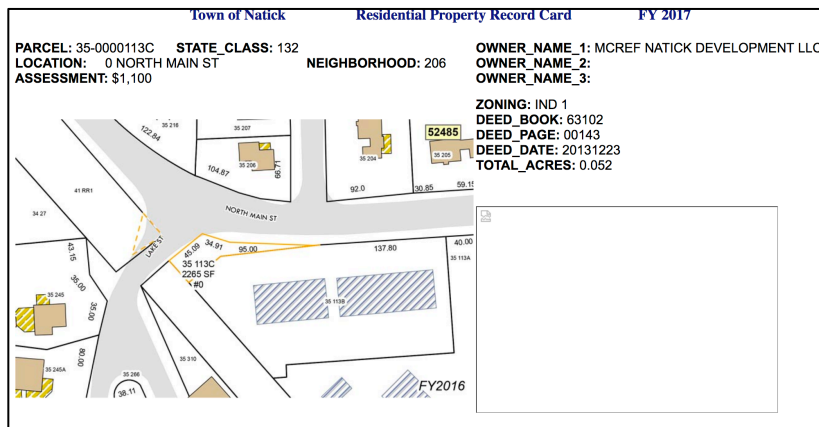 Town of Natick Residential Property Record Card FY 2017
PARCEL: 35-0000113C STATE_CLASS: 132
LOCATION: 0 NORTH MAIN ST NEIGHBORHOOD: 206
ASSESSMENT: $1,100
OWNER_NAME_1: MCREF NATICK DEVELOPMENT LLC
OWNER_NAME_2:
OWNER_NAME_3:
ZONING: IND 1
DEED_BOOK: 63102
DEED_PAGE: 00143
DEED_DATE: 20131223
TOTAL_ACRES: 0.052
122.84
35 216
35 207
52485
35 206
35 204
35 205
104.87
66.71
92.0
30.85
59.15
41 RR1
34 27
NORTH MAIN ST
LAKE ST
45.09
34.91
95.00
137.80
40.00
35 113A
35 113C
2265 SF
#0
43.15
35.00
35.00
35 245
35 113B
80.00
35 310
35 245A
35 266
38.11
FY2016